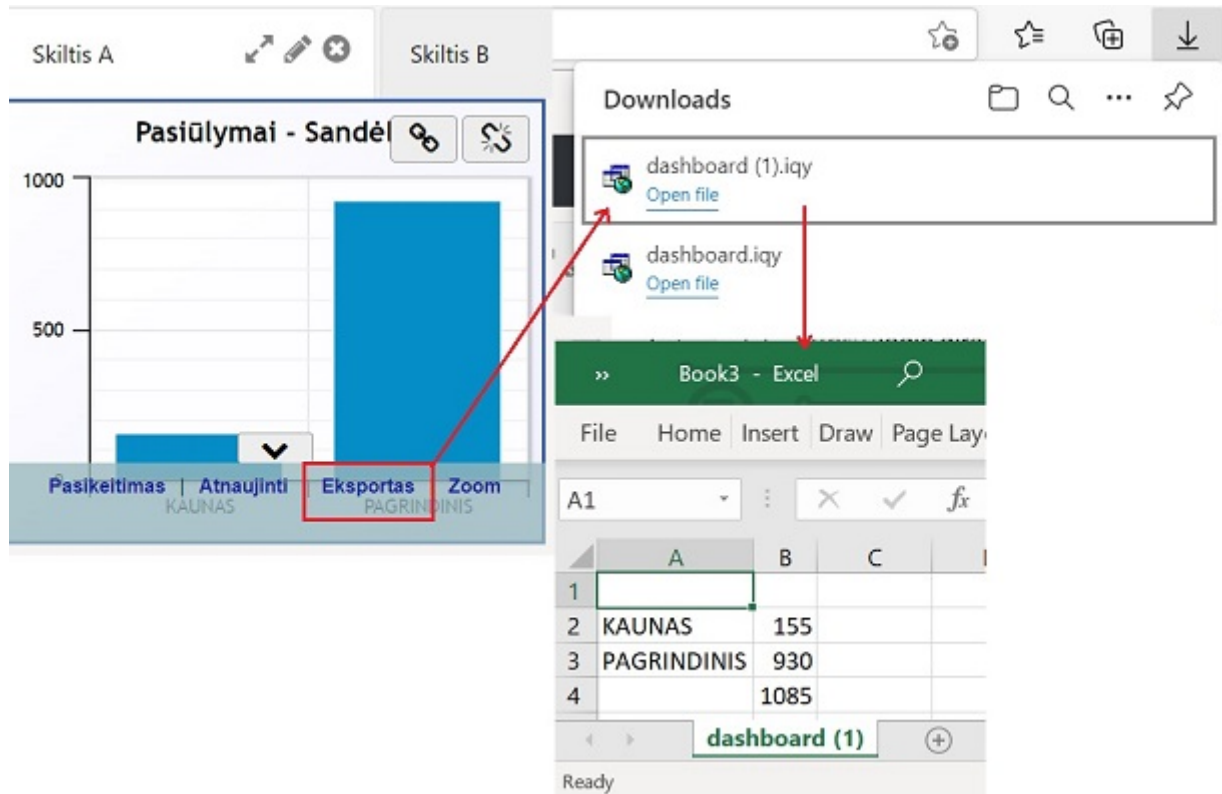 Skiltis A
Skiltis B
Pasiūlymai - Sandėl
1000
500
Pasikeitimas | Atnaujinti | Eksportas Zoom
KAUNAS PAGRINDINIS
Downloads
dashboard (1).iqy
Open file
dashboard.iqy
Open file
Book3 - Excel
File Home Insert Draw Page Lay
A1
fx
A B C
1
2 KAUNAS 155
3 PAGRINDINIS 930
4 1085
dashboard (1)
Ready